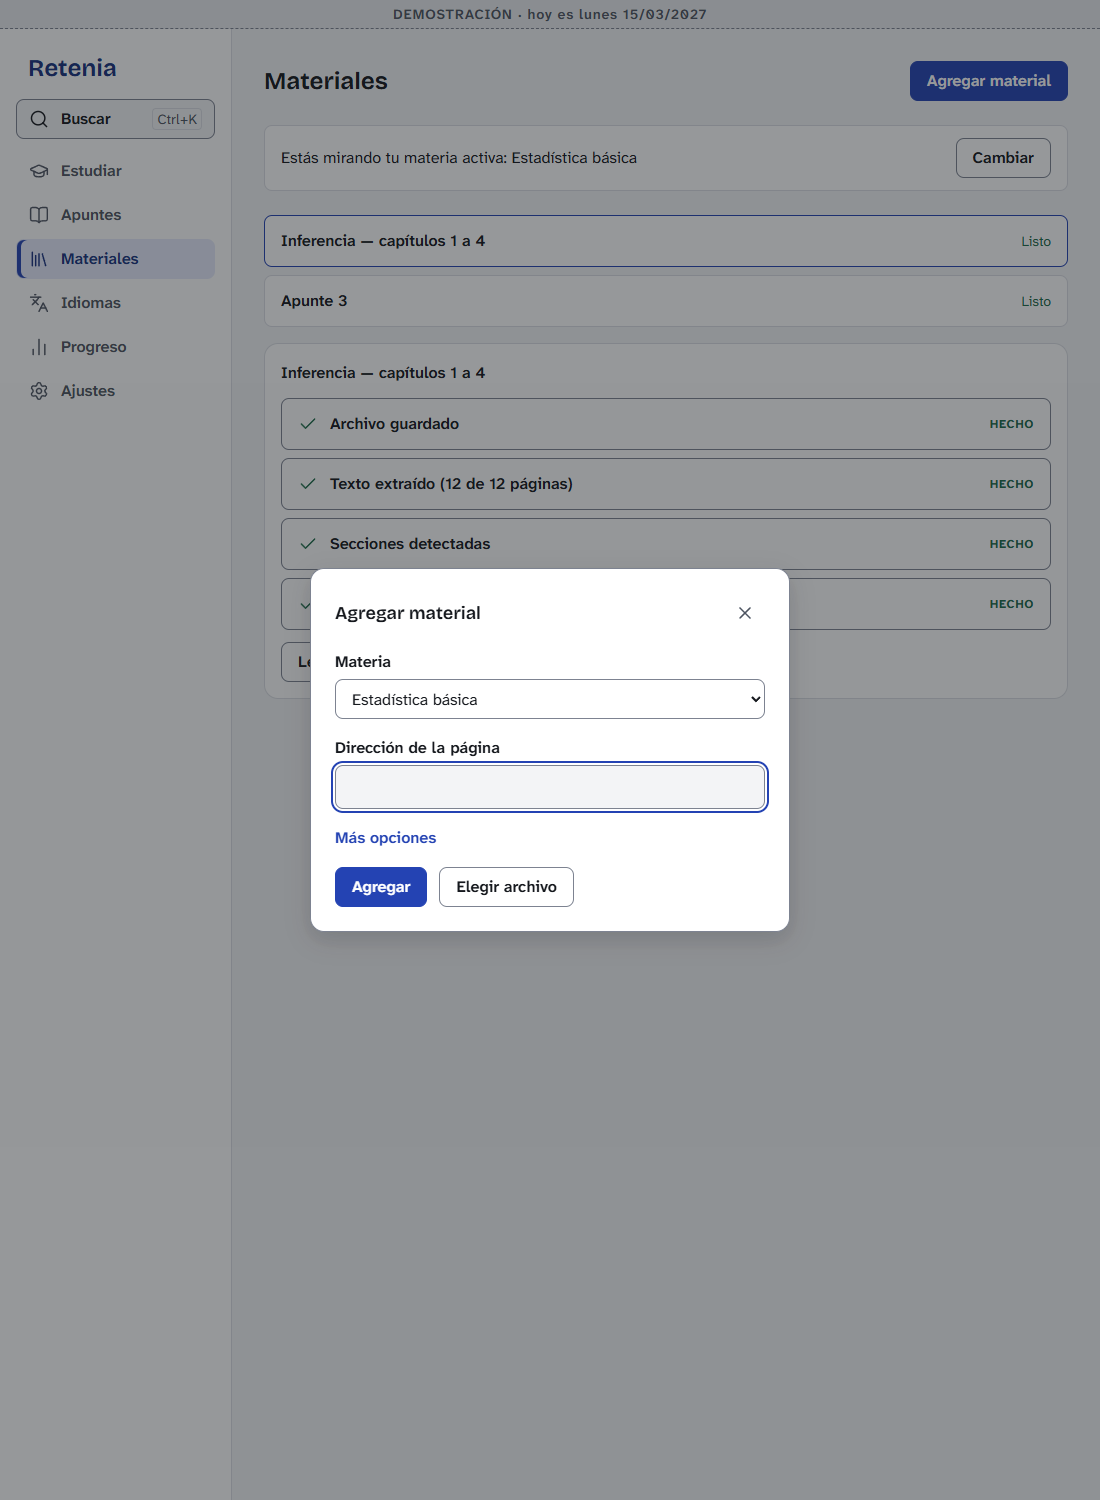 DEMOSTRACIÓN · hoy es lunes 15/03/2027
Retenia
Buscar Ctrl+K
Estudiar
Apuntes
Materiales
Idiomas
Progreso
Ajustes
Materiales
Agregar material
Estás mirando tu materia activa: Estadística básica
Cambiar
Inferencia — capítulos 1 a 4 Listo
Apunte 3 Listo
Inferencia — capítulos 1 a 4
Archivo guardado HECHO
Texto extraído (12 de 12 páginas) HECHO
Secciones detectadas HECHO
HECHO
Agregar material
Materia
Estadística básica
Dirección de la página
Más opciones
Agregar
Elegir archivo